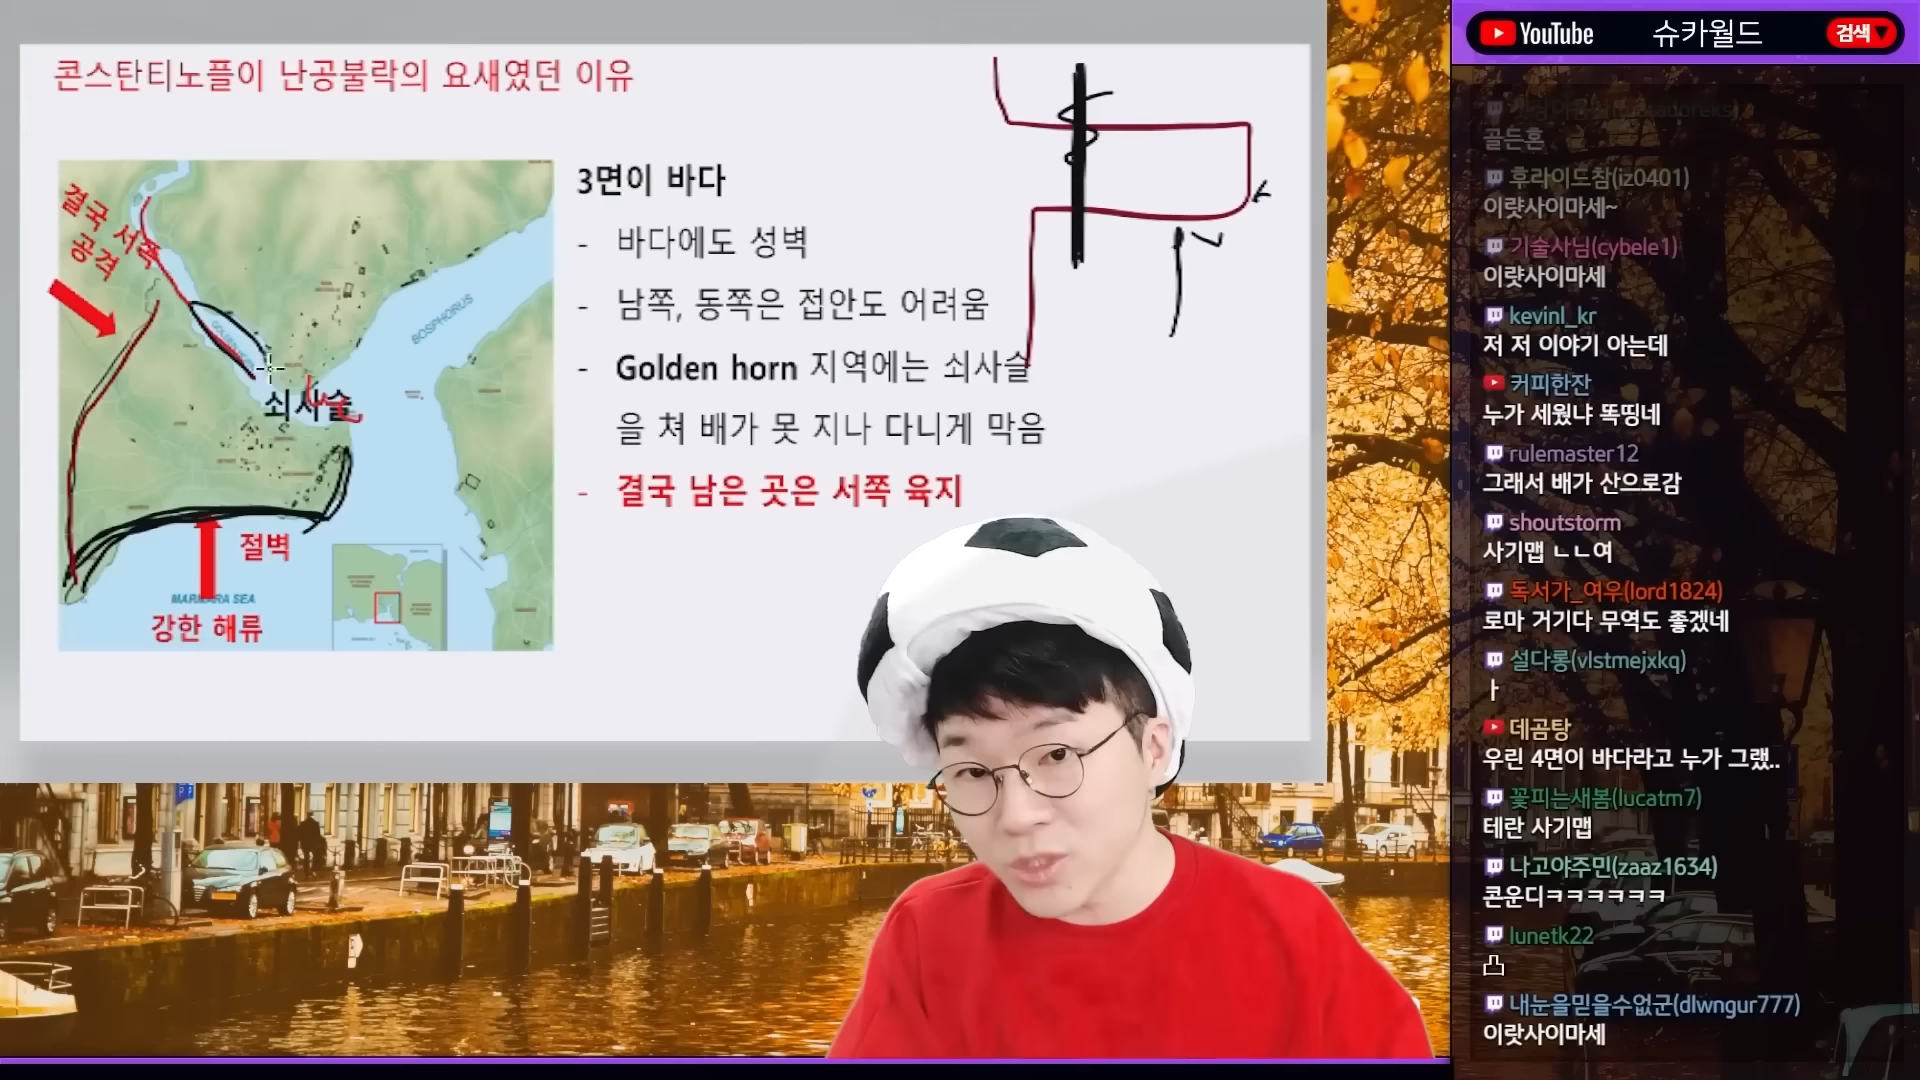 콘스탄티노플이 난공불락의 요새였던 이유
3면이 바다
- 바다에도 성벽
- 남쪽, 동쪽은 접안도 어려움
- Golden horn 지역에는 쇠사슬
을 쳐 배가 못 지나 다니게 막음
- 결국 남은 곳은 서쪽 육지
결국 서쪽
공격
BOSPHORUS
쇠사슬
절벽
MARMARA SEA
강한 해류
YouTube 슈카월드 검색
골든혼
후라이드참(iz0401)
이랏사이마세~
기술사님(cybele1)
이랏사이마세
kevinl_kr
저 저 이야기 아는데
커피한잔
누가 세웠냐 똑띵네
rulemaster12
그래서 배가 산으로감
shoutstorm
사기맵 ㄴㄴ여
독서가_여우(lord1824)
로마 거기다 무역도 좋겠네
설다롱(vlstmejxkq)
ㅏ
데곰탕
우린 4면이 바다라고 누가 그랬..
꽃피는새봄(lucatm7)
테란 사기맵
나고야주민(zaaz1634)
콘운디ㅋㅋㅋㅋㅋㅋ
lunetk22
凸
내눈을믿을수없군(dlwngur777)
이랏사이마세